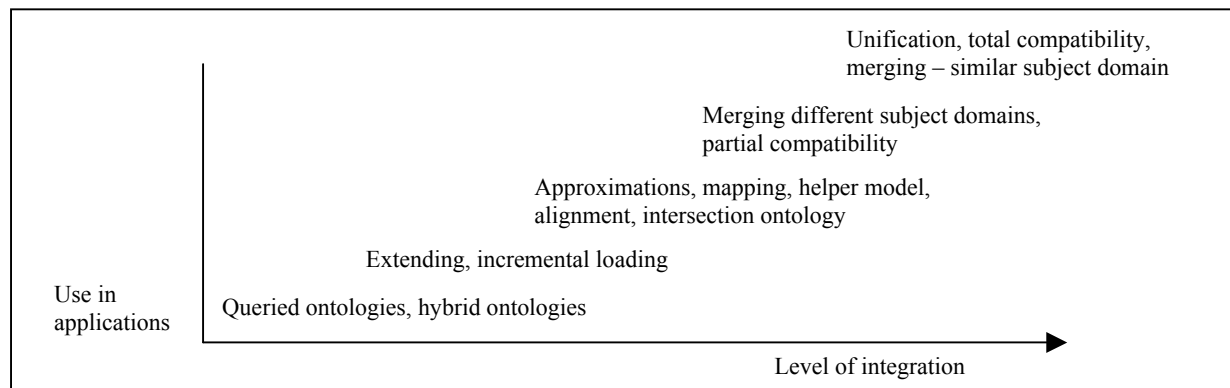 Unification, total compatibility,
merging – similar subject domain
Merging different subject domains,
partial compatibility
Approximations, mapping, helper model,
alignment, intersection ontology
Extending, incremental loading
Use in
applications
Queried ontologies, hybrid ontologies
Level of integration